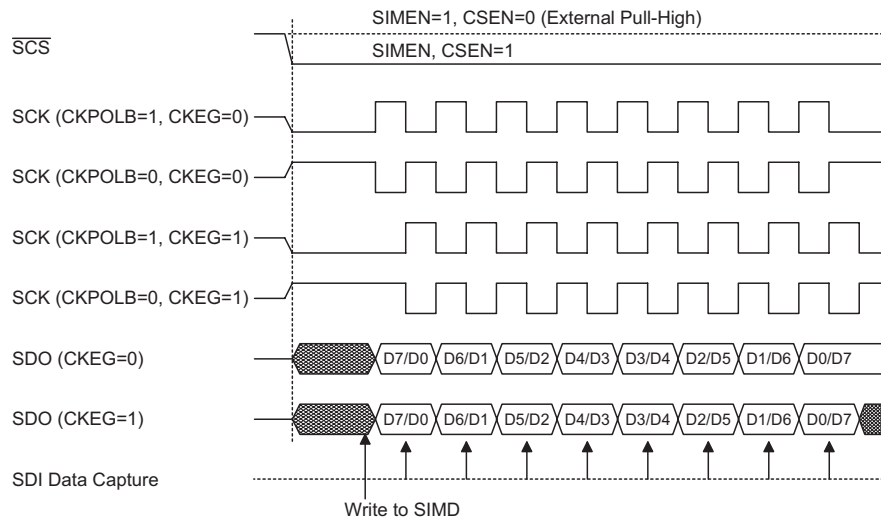 SIMEN=1, CSEN=0 (External Pull-High)
SCS
SIMEN, CSEN=1
SCK (CKPOLB=1, CKEG=0)
SCK (CKPOLB=0, CKEG=0)
SCK (CKPOLB=1, CKEG=1)
SCK (CKPOLB=0, CKEG=1)
SDO (CKEG=0) D7/D0 D6/D1 D5/D2 D4/D3 D3/D4 D2/D5 D1/D6 D0/D7
SDO (CKEG=1) D7/D0 D6/D1 D5/D2 D4/D3 D3/D4 D2/D5 D1/D6 D0/D7
SDI Data Capture
Write to SIMD